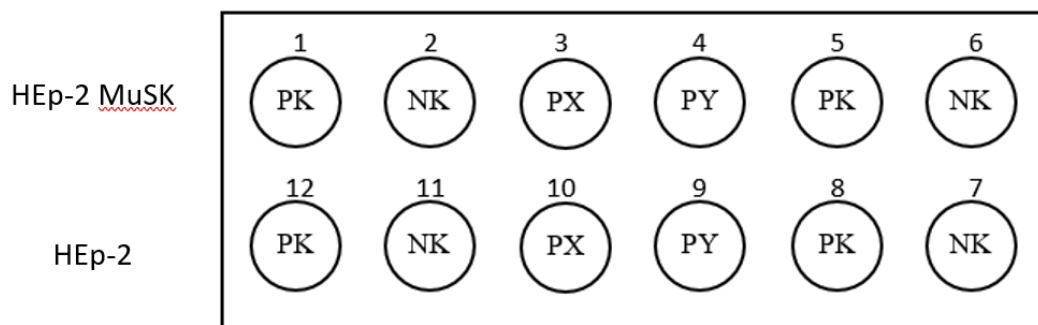 1 2 3 4 5 6
HEp-2 MuSK PK NK PX PY PK NK
12 11 10 9 8 7
HEp-2 PK NK PX PY PK NK